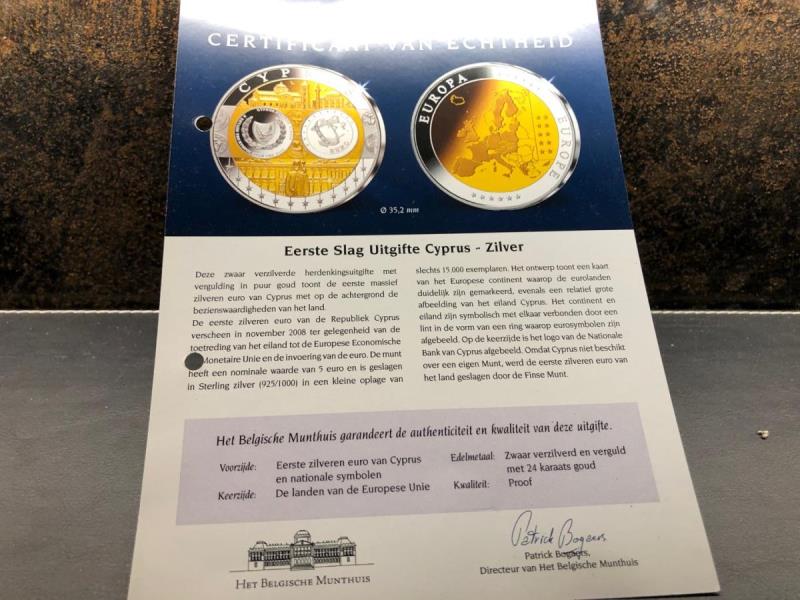 CERTIFICAAT VAN ECHTHEID
CYP
EURO
EUROPA
EUROPE
Ø 35,2 mm
Eerste Slag Uitgifte Cyprus - Zilver
Deze zwaar verzilverde herdenkingsuitgifte met
vergulding in puur goud toont de eerste massief
zilveren euro van Cyprus met op de achtergrond de
bezienswaardigheden van het land.
De eerste zilveren euro van de Republiek Cyprus
verscheen in november 2008 ter gelegenheid van de
toetreding van het eiland tot de Europese Economische
Monetaire Unie en de invoering van de euro. De munt
heeft een nominale waarde van 5 euro en is geslagen
in Sterling zilver (925/1000) in een kleine oplage van
slechts 15.000 exemplaren. Het ontwerp toont een kaart
van het Europese continent waarop de eurolanden
duidelijk zijn gemarkeerd, evenals een relatief grote
afbeelding van het eiland Cyprus. Het continent en
eiland zijn symbolisch met elkaar verbonden door een
lint in de vorm van een ring waarop eurosymbolen zijn
afgebeeld. Op de keerzijde is het logo van de Nationale
Bank van Cyprus afgebeeld. Omdat Cyprus niet beschikt
over een eigen Munt, werd de eerste zilveren euro van
het land geslagen door de Finse Munt.
Het Belgische Munthuis garandeert de authenticiteit en kwaliteit van deze uitgifte.
Voorzijde: Eerste zilveren euro van Cyprus
en nationale symbolen
Keerzijde: De landen van de Europese Unie
Edelmetaal: Zwaar verzilverd en verguld
met 24 karaats goud
Kwaliteit: Proof
HET BELGISCHE MUNTHUIS
Patrick Bogaers
Patrick Bogaers,
Directeur van Het Belgische Munthuis